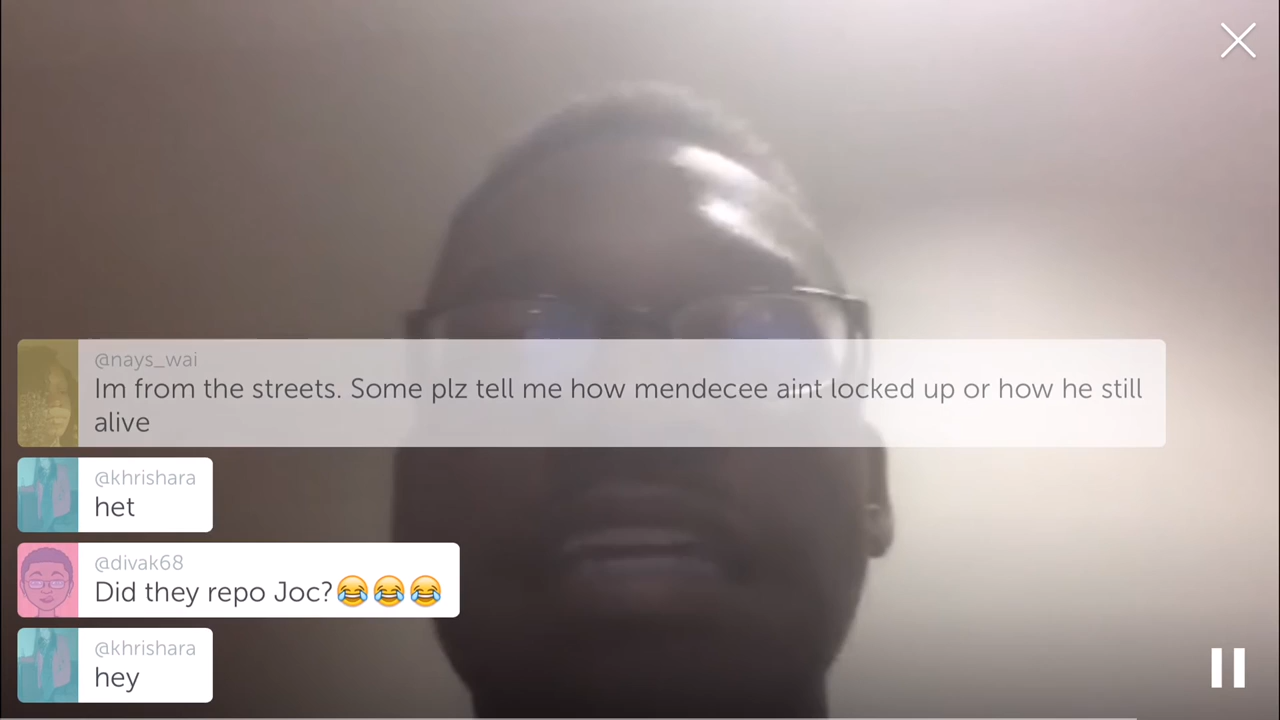 @nays_wai
Im from the streets. Some plz tell me how mendecee aint locked up or how he still
alive
@khrishara
het
@divak68
Did they repo Joc?😂😂😂
@khrishara
hey